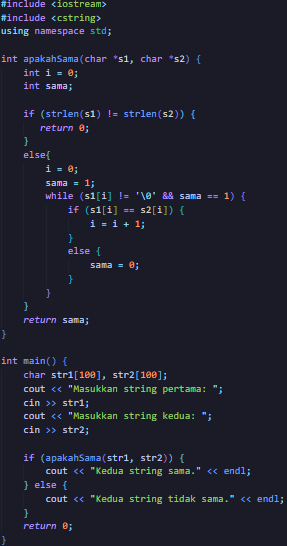 #include <iostream>
#include <cstring>
using namespace std;

int apakahSama(char *s1, char *s2) {
    int i = 0;
    int sama;

    if (strlen(s1) != strlen(s2)) {
       return 0;
    }
    else{
        i = 0;
        sama = 1;
        while (s1[i] != '\0' && sama == 1) {
            if (s1[i] == s2[i]) {
                i = i + 1;
            }
            else {
                sama = 0;
            }
        }
    }
    return sama;
}

int main() {
    char str1[100], str2[100];
    cout << "Masukkan string pertama: ";
    cin >> str1;
    cout << "Masukkan string kedua: ";
    cin >> str2;

    if (apakahSama(str1, str2)) {
        cout << "Kedua string sama." << endl;
    } else {
        cout << "Kedua string tidak sama." << endl;
    }
    return 0;
}